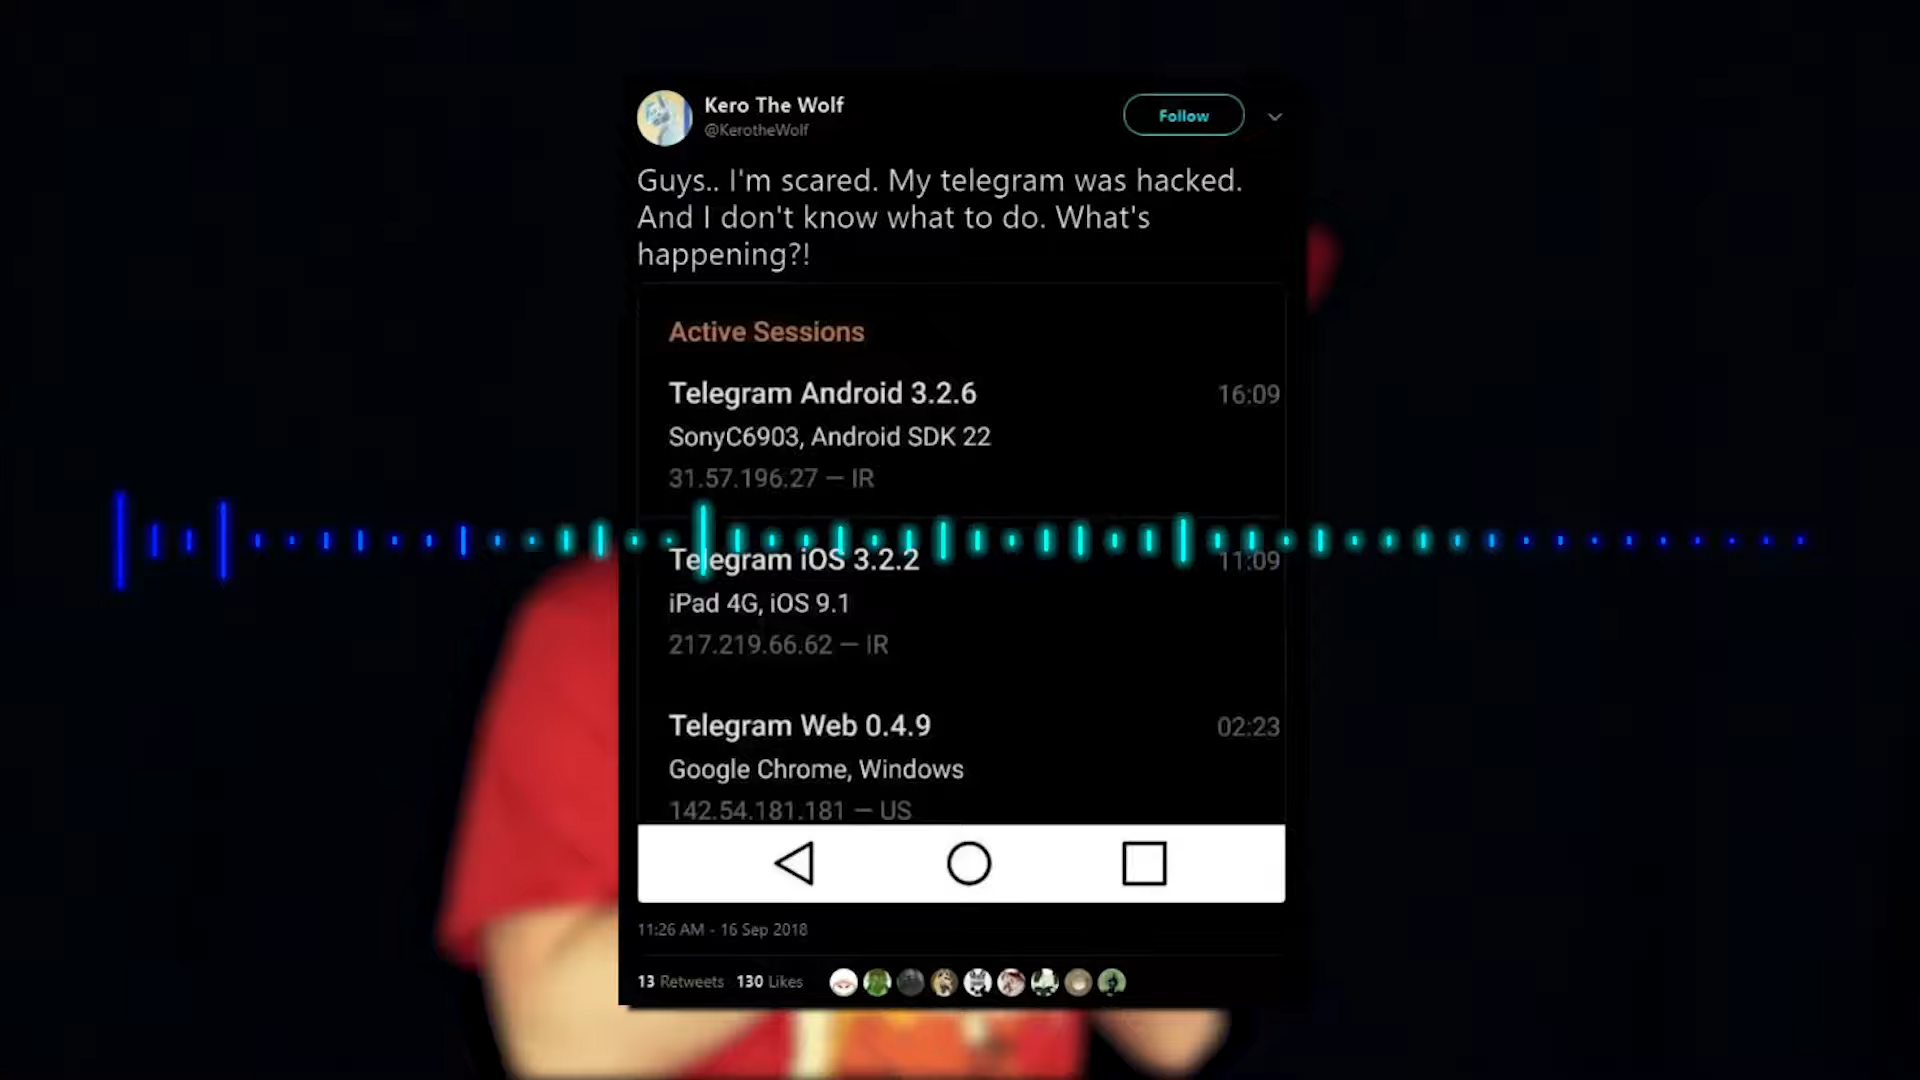 Kero The Wolf
@KerotheWolf
Follow
Guys.. I'm scared. My telegram was hacked.
And I don't know what to do. What's
happening?!
Active Sessions
Telegram Android 3.2.6 16:09
SonyC6903, Android SDK 22
31.57.196.27 — IR
Telegram iOS 3.2.2 11:09
iPad 4G, iOS 9.1
217.219.66.62 — IR
Telegram Web 0.4.9 02:23
Google Chrome, Windows
142.54.181.181 — US
11:26 AM - 16 Sep 2018
13 Retweets 130 Likes